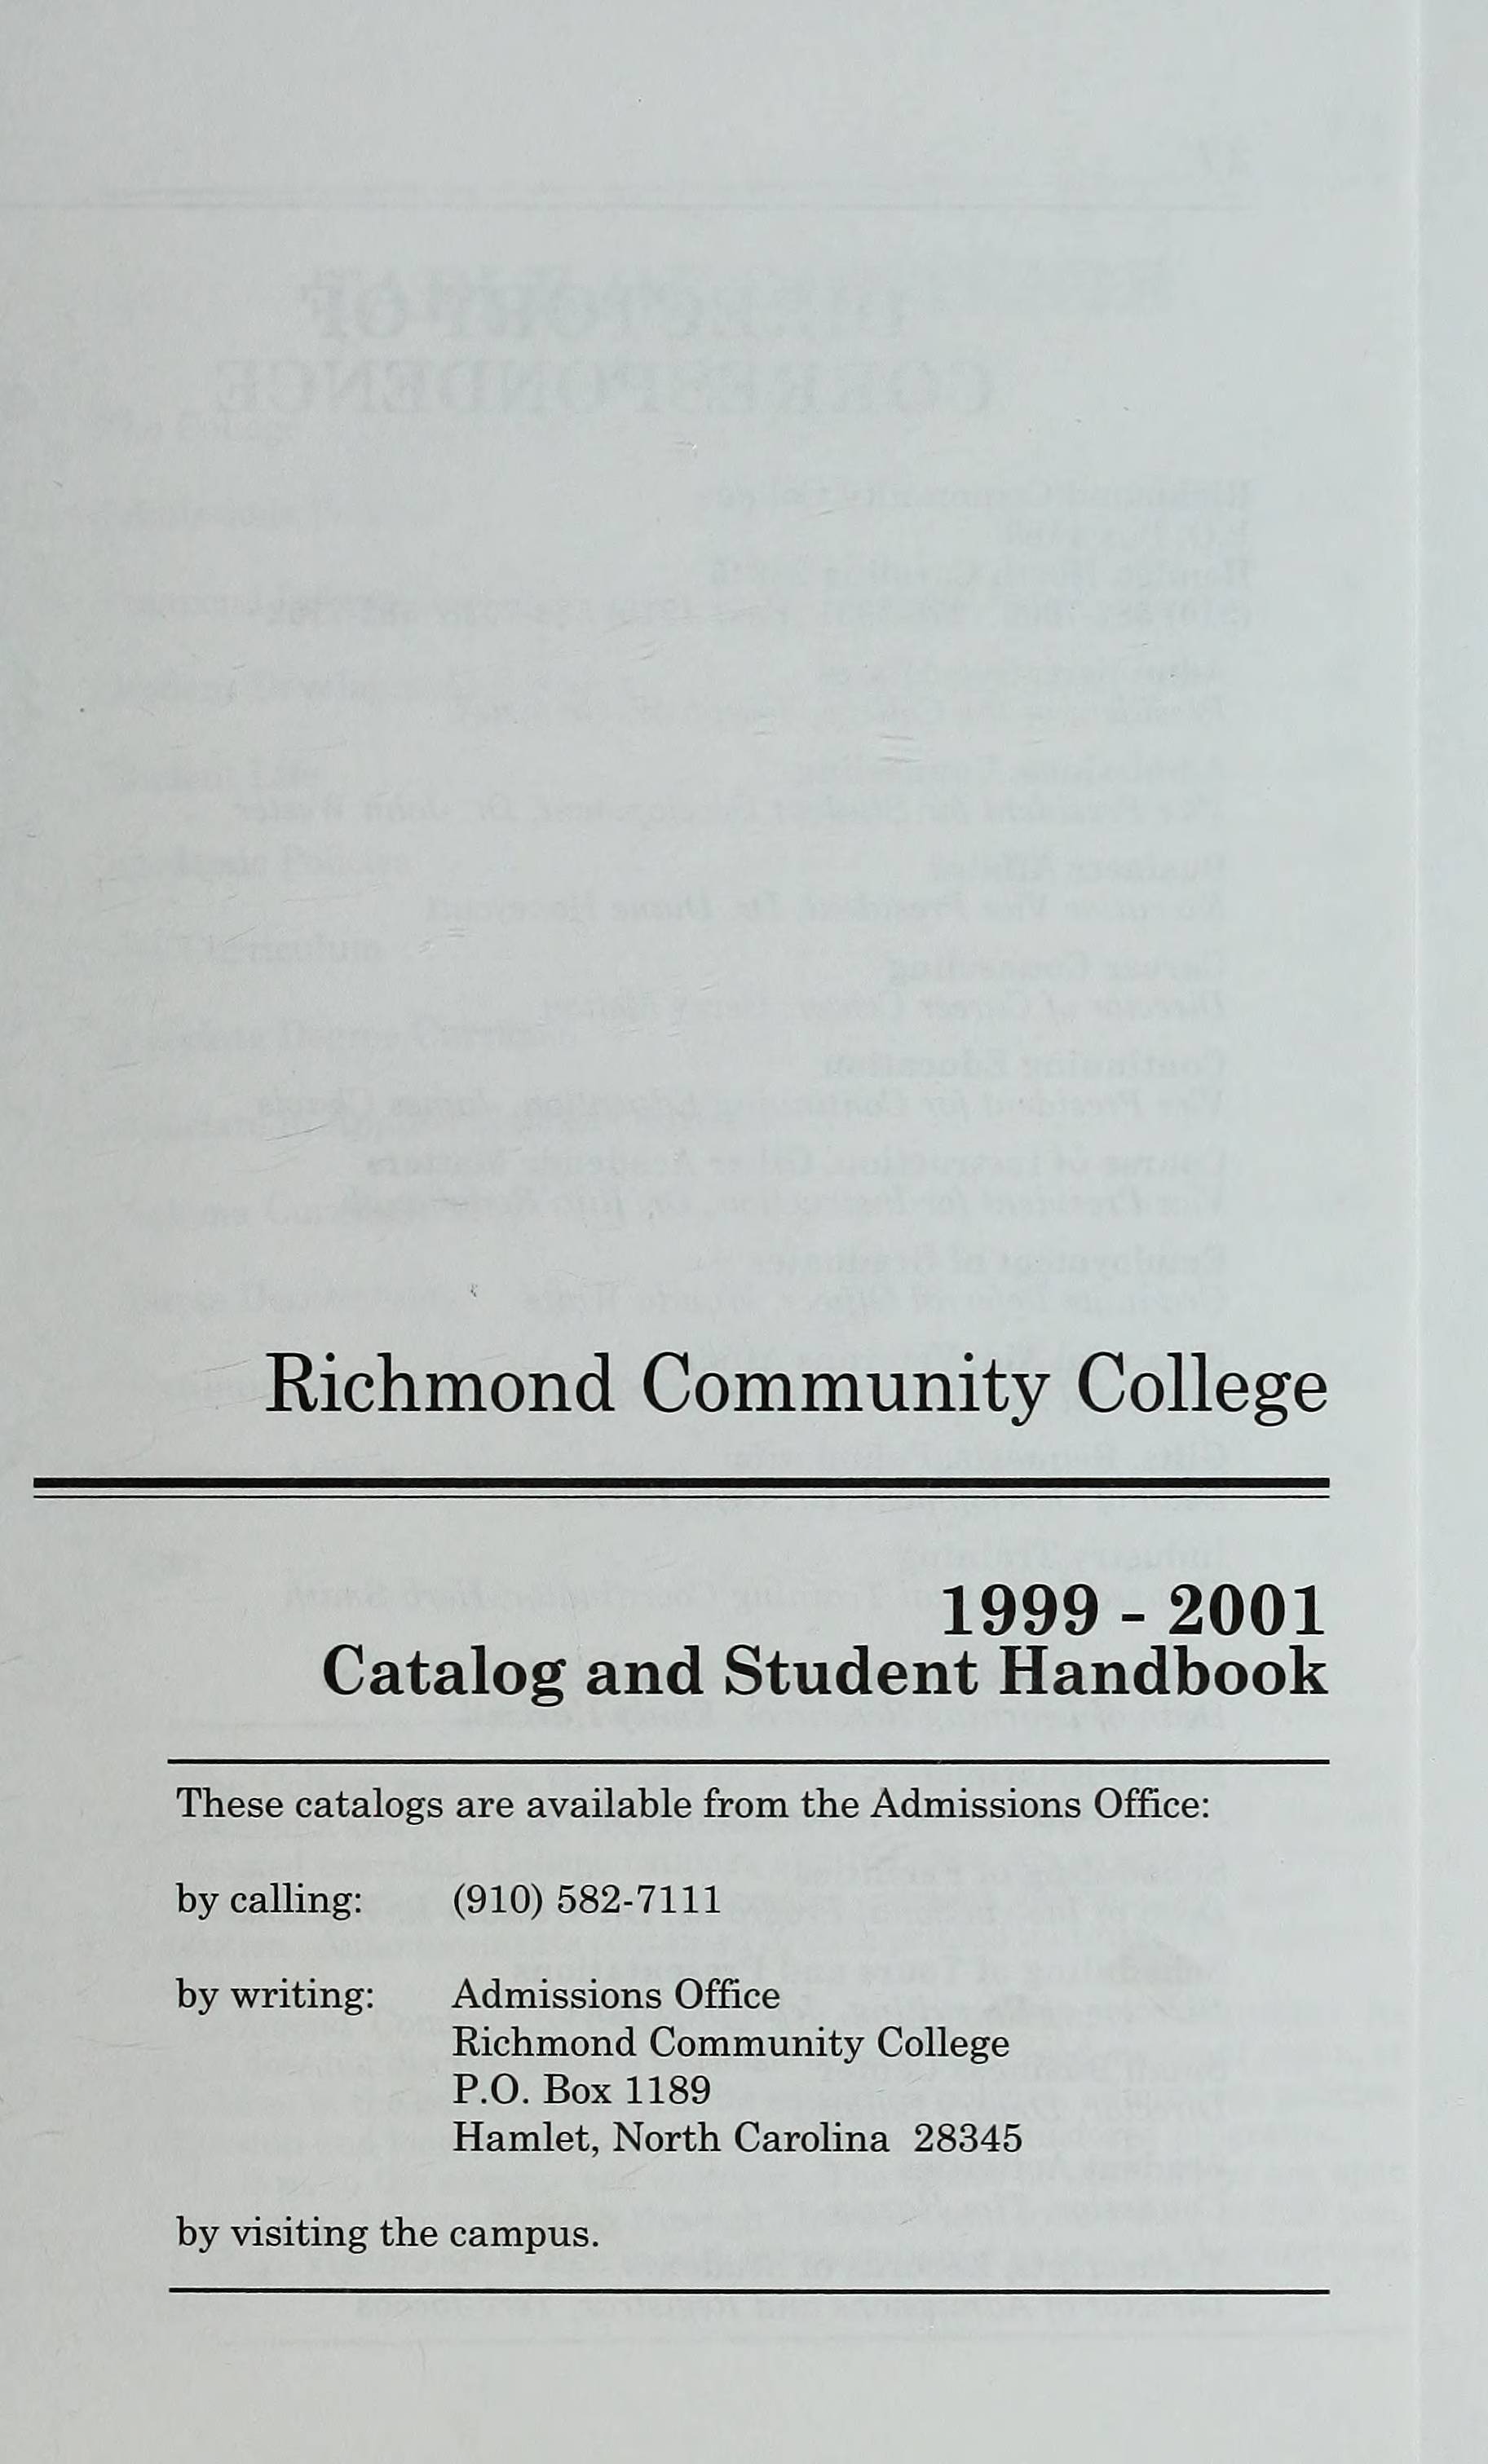 Richmond Community College
1999 - 2001
Catalog and Student Handbook
These catalogs are available from the Admissions Office:
by calling: (910) 582-7111
by writing: Admissions Office
Richmond Community College
P.O. Box 1189
Hamlet, North Carolina 28345
by visiting the campus.